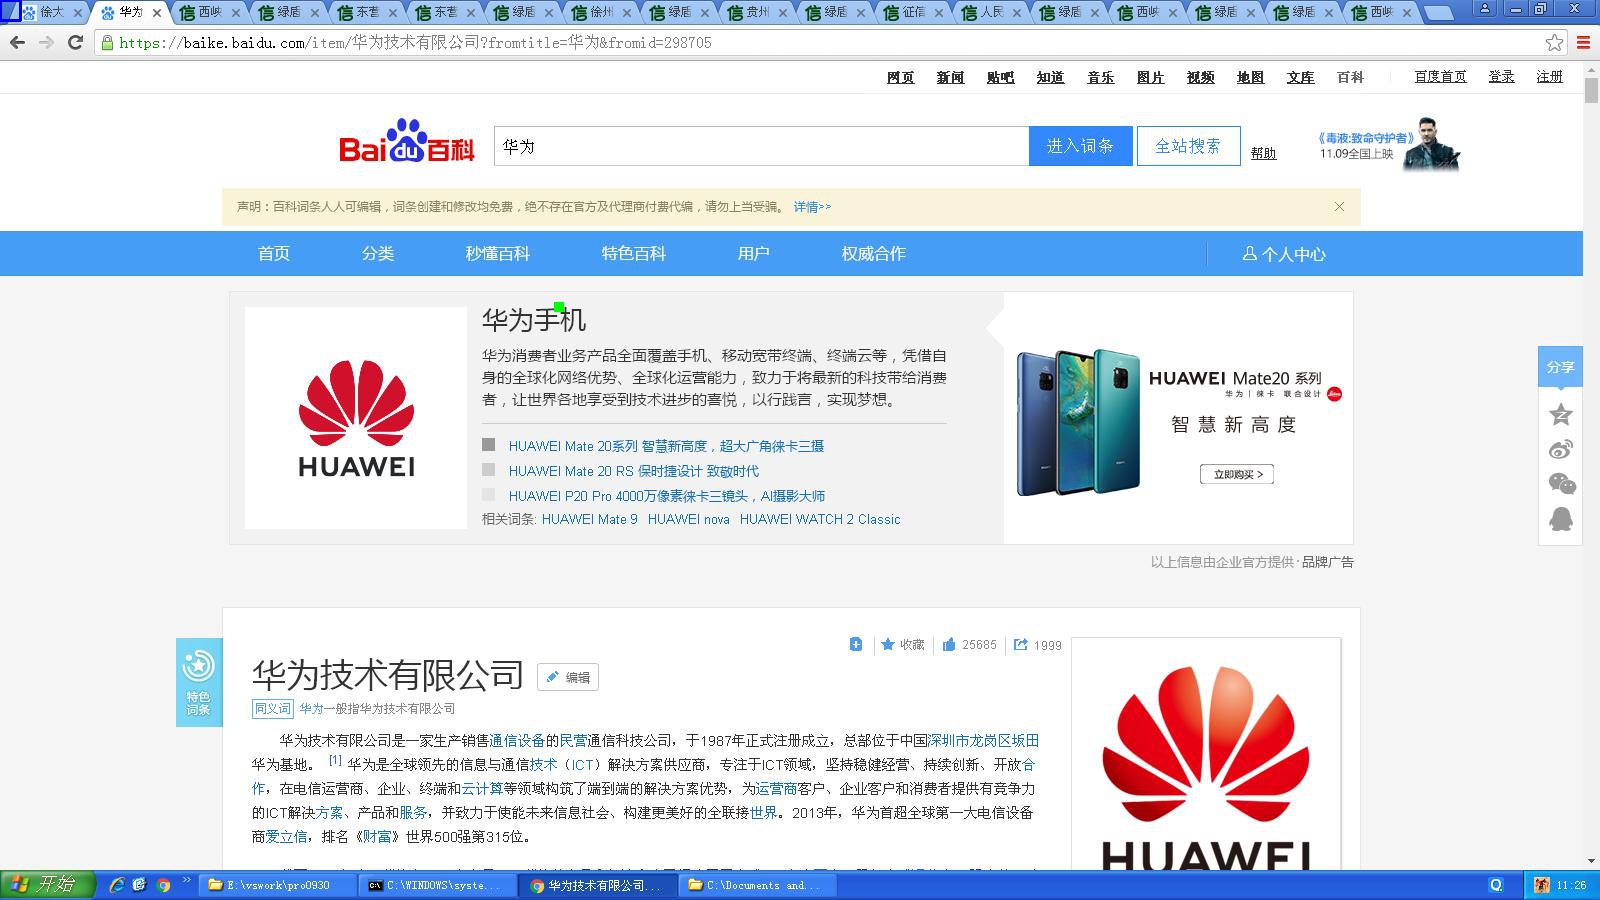 徐大
华为
西峡
绿盾
东营
东营
绿盾
徐州
绿盾
贵州
绿盾
征信
人民
绿盾
西峡
绿盾
绿盾
西峡
https://baike.baidu.com/item/华为技术有限公司?fromtitle=华为&fromid=298705
网页 新闻 贴吧 知道 音乐 图片 视频 地图 文库 百科 百度首页 登录 注册
Baidu百科 华为 进入词条 全站搜索 帮助
《毒液:致命守护者》
11.09全国上映
声明：百科词条人人可编辑，词条创建和修改均免费，绝不存在官方及代理商付费代编，请勿上当受骗。 详情>>
首页 分类 秒懂百科 特色百科 用户 权威合作 个人中心
HUAWEI
华为手机
华为消费者业务产品全面覆盖手机、移动宽带终端、终端云等，凭借自
身的全球化网络优势、全球化运营能力，致力于将最新的科技带给消费
者，让世界各地享受到技术进步的喜悦，以行践言，实现梦想。
HUAWEI Mate 20系列 智慧新高度，超大广角徕卡三摄
HUAWEI Mate 20 RS 保时捷设计 致敬时代
HUAWEI P20 Pro 4000万像素徕卡三镜头，AI摄影大师
相关词条: HUAWEI Mate 9 HUAWEI nova HUAWEI WATCH 2 Classic
HUAWEI Mate20 系列
华为 | 徕卡 联合设计
智慧新高度
立即购买 >
分享
以上信息由企业官方提供·品牌广告
特色
词条
收藏 25685 1999
华为技术有限公司 编辑
同义词 华为一般指华为技术有限公司
华为技术有限公司是一家生产销售通信设备的民营通信科技公司，于1987年正式注册成立，总部位于中国深圳市龙岗区坂田
华为基地。 [1] 华为是全球领先的信息与通信技术（ICT）解决方案供应商，专注于ICT领域，坚持稳健经营、持续创新、开放合
作，在电信运营商、企业、终端和云计算等领域构筑了端到端的解决方案优势，为运营商客户、企业客户和消费者提供有竞争力
的ICT解决方案、产品和服务，并致力于使能未来信息社会、构建更美好的全联接世界。2013年，华为首超全球第一大电信设备
商爱立信，排名《财富》世界500强第315位。
HUAWEI
开始 E:\vswork\pro0930 C:\WINDOWS\syste... 华为技术有限公司... C:\Documents and... 11:26